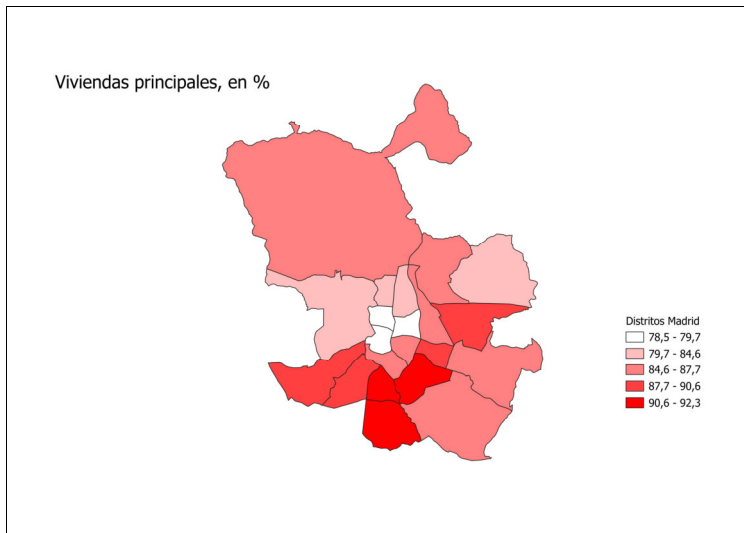 Viviendas principales, en %
Distritos Madrid
78,5 - 79,7
79,7 - 84,6
84,6 - 87,7
87,7 - 90,6
90,6 - 92,3